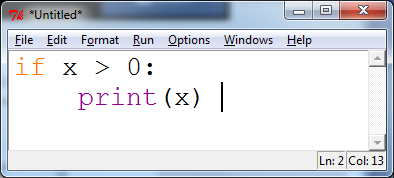 *Untitled*
File Edit Format Run Options Windows Help
if x > 0:
    print(x)
Ln: 2 Col: 13